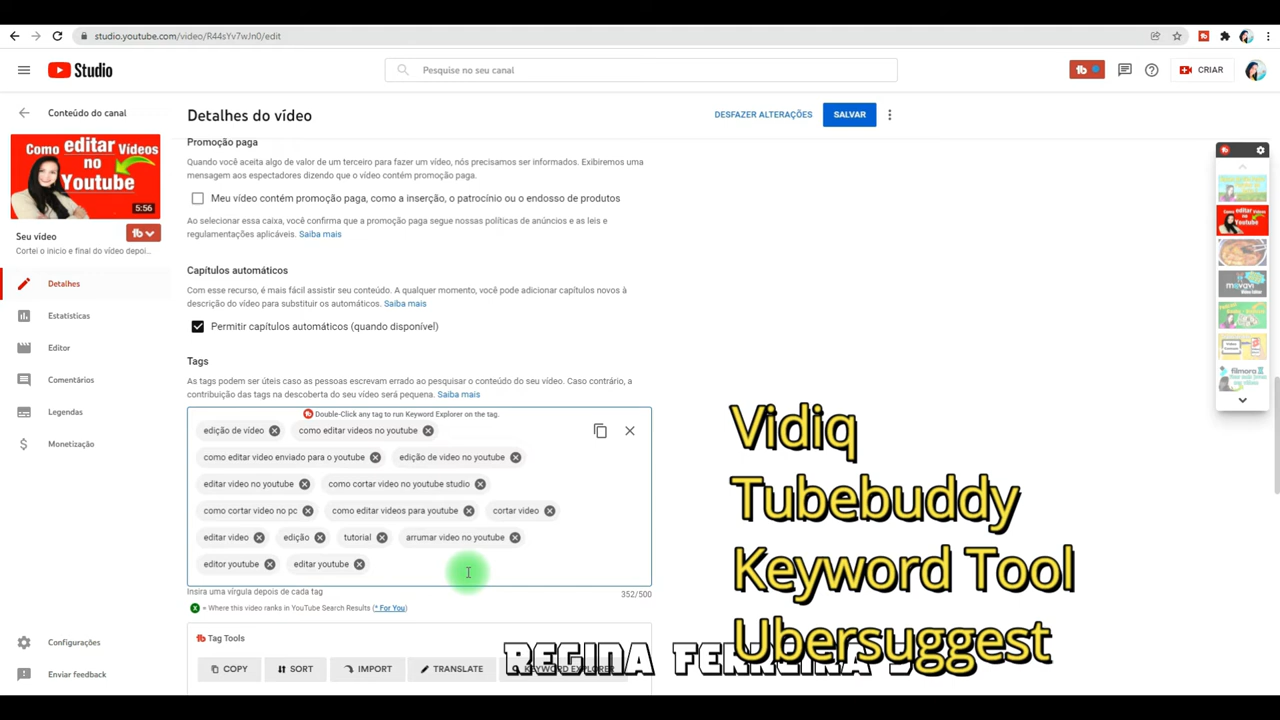 studio.youtube.com/video/R44sYv7wJn0/edit
Studio
Pesquise no seu canal
tb
CRIAR
Conteúdo do canal
Detalhes do vídeo
DESFAZER ALTERAÇÕES
SALVAR
Como editar Vídeos no Youtube
5:56
Seu vídeo
tb
Cortei o inicio e final do vídeo depoi...
Detalhes
Estatísticas
Editor
Comentários
Legendas
Monetização
Configurações
Enviar feedback
Promoção paga
Quando você aceita algo de valor de um terceiro para fazer um vídeo, nós precisamos ser informados. Exibiremos uma
mensagem aos espectadores dizendo que o vídeo contém promoção paga.
Meu vídeo contém promoção paga, como a inserção, o patrocínio ou o endosso de produtos
Ao selecionar essa caixa, você confirma que a promoção paga segue nossas políticas de anúncios e as leis e
regulamentações aplicáveis. Saiba mais
Capítulos automáticos
Com esse recurso, é mais fácil assistir seu conteúdo. A qualquer momento, você pode adicionar capítulos novos à
descrição do vídeo para substituir os automáticos. Saiba mais
Permitir capítulos automáticos (quando disponível)
Tags
As tags podem ser úteis caso as pessoas escrevam errado ao pesquisar o conteúdo do seu vídeo. Caso contrário, a
contribuição das tags na descoberta do seu vídeo será pequena. Saiba mais
Double-Click any tag to run Keyword Explorer on the tag.
edição de vídeo como editar videos no youtube
como editar video enviado para o youtube edição de video no youtube
editar video no youtube como cortar video no youtube studio
como cortar video no pc como editar videos para youtube cortar video
editar video edição tutorial arrumar video no youtube
editor youtube editar youtube
Insira uma vírgula depois de cada tag
352/500
= Where this video ranks in YouTube Search Results (* For You)
Tag Tools
COPY SORT IMPORT TRANSLATE
Vidiq
Tubebuddy
Keyword Tool
Ubersuggest
REGINA FERREIRA